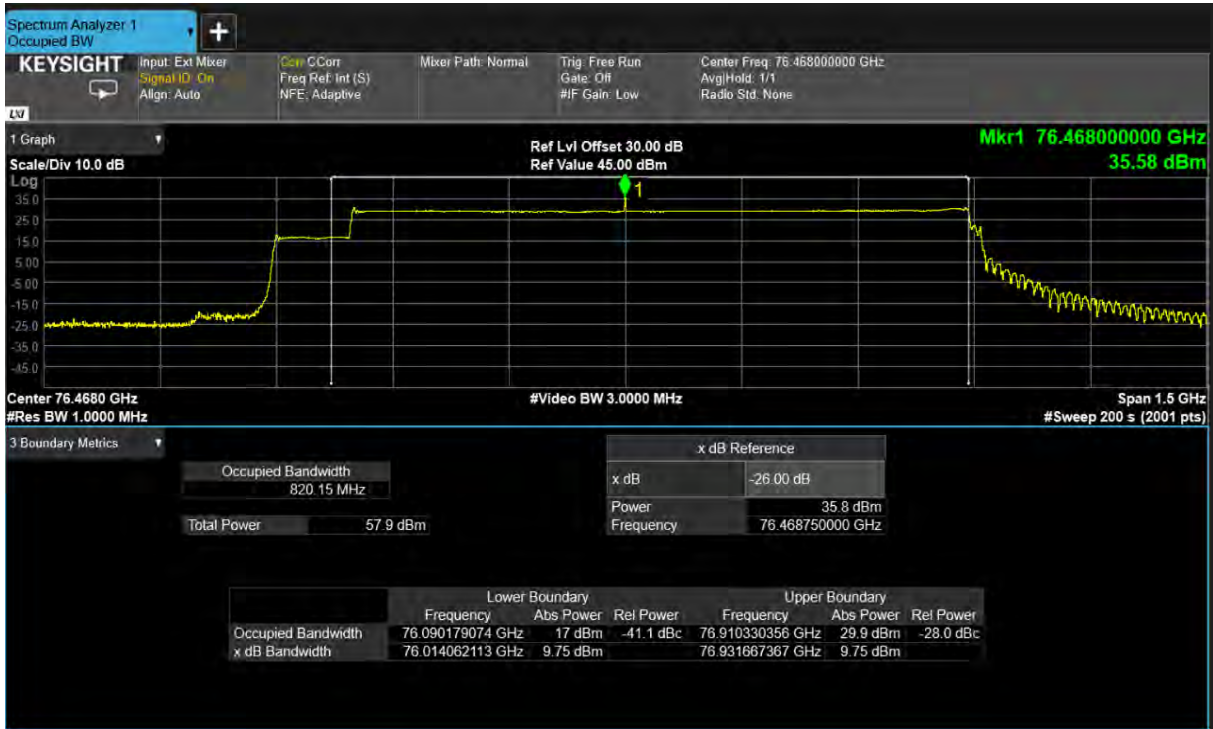 Spectrum Analyzer 1
Occupied BW
+
KEYSIGHT
Input: Ext Mixer
Signal ID: On
Align: Auto
Corr CCorr
Freq Ref: Int (S)
NFE: Adaptive
Mixer Path: Normal
Trig: Free Run
Gate: Off
#IF Gain: Low
Center Freq: 76.468000000 GHz
Avg|Hold: 1/1
Radio Std: None
LXI
1 Graph
Scale/Div 10.0 dB
Ref Lvl Offset 30.00 dB
Ref Value 45.00 dBm
Mkr1 76.468000000 GHz
35.58 dBm
Log
35.0
25.0
15.0
5.00
-5.00
-15.0
-25.0
-35.0
-45.0
1
Center 76.4680 GHz
#Video BW 3.0000 MHz
Span 1.5 GHz
#Res BW 1.0000 MHz
#Sweep 200 s (2001 pts)
3 Boundary Metrics
Occupied Bandwidth
820.15 MHz
Total Power 57.9 dBm
x dB Reference
x dB -26.00 dB
Power 35.8 dBm
Frequency 76.468750000 GHz
Lower Boundary Upper Boundary
Frequency Abs Power Rel Power Frequency Abs Power Rel Power
Occupied Bandwidth 76.090179074 GHz 17 dBm -41.1 dBc 76.910330356 GHz 29.9 dBm -28.0 dBc
x dB Bandwidth 76.014062113 GHz 9.75 dBm 76.931667367 GHz 9.75 dBm